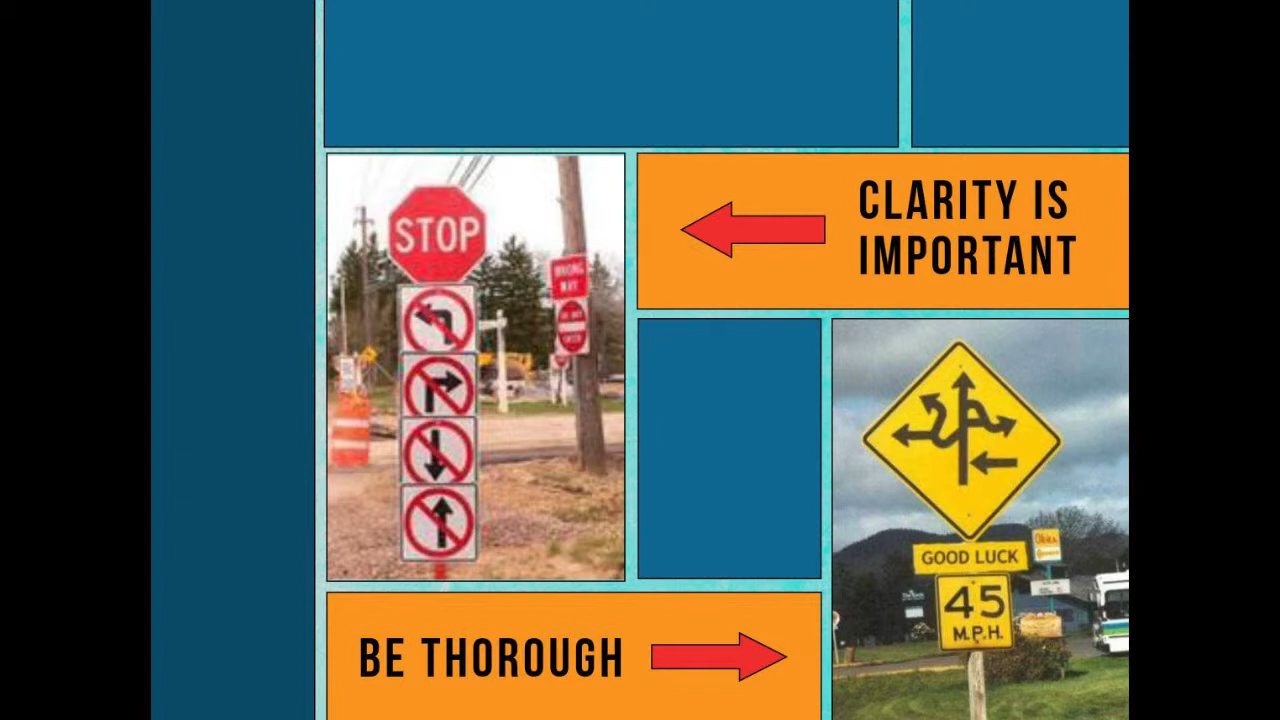 STOP
WRONG
WAY
CLARITY IS
IMPORTANT
GOOD LUCK
45
M.P.H.
BE THOROUGH